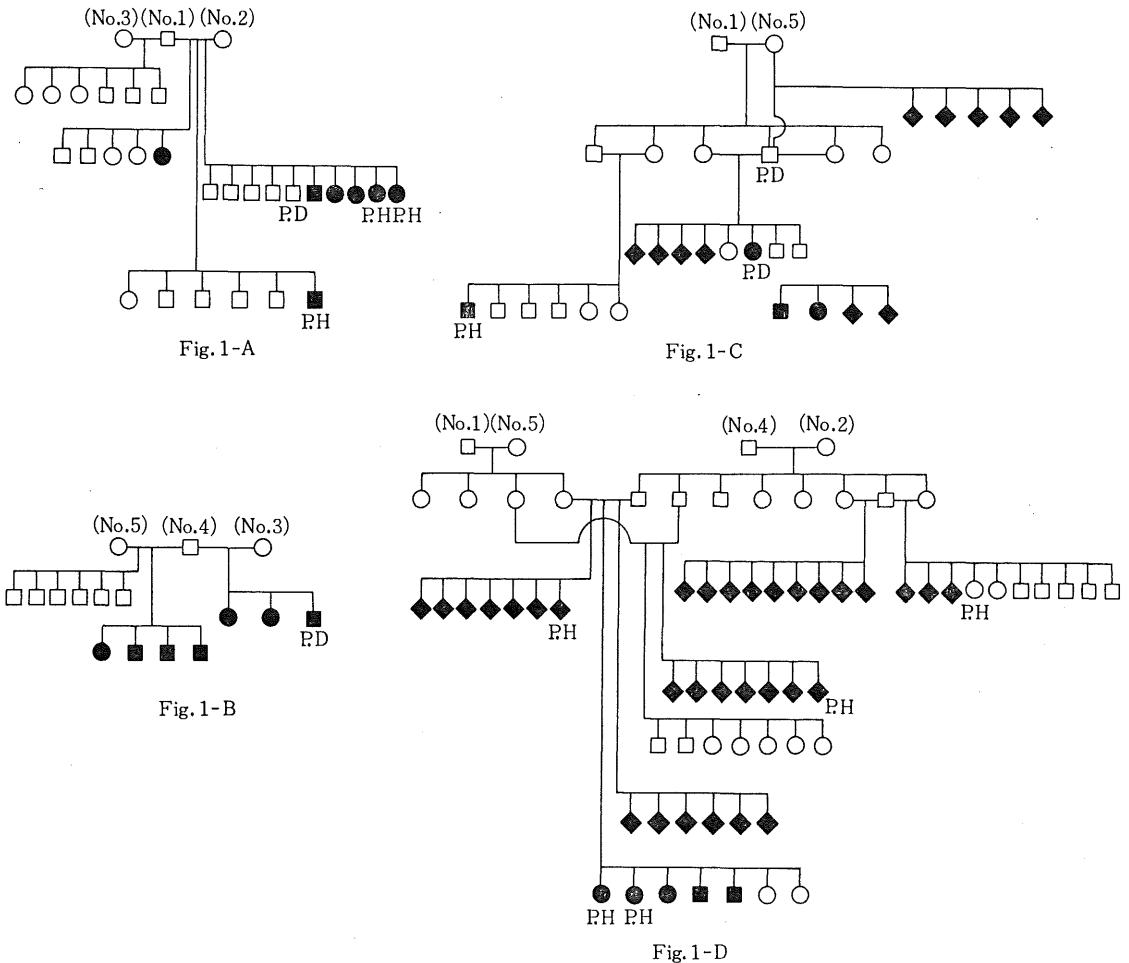 (No.3) (No.1) (No.2)
P.D
P.H P.H
P.H
Fig. 1-A
(No.1) (No.5)
P.D
P.D
P.H
Fig. 1-C
(No.5) (No.4) (No.3)
P.D
Fig. 1-B
(No.1) (No.5)
(No.4) (No.2)
P.H
P.H
P.H
P.H P.H
Fig. 1-D